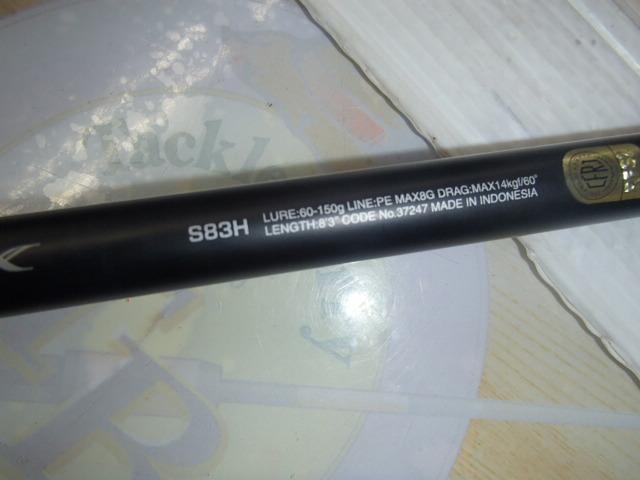 Tackle
S83H
LURE:60-150g LINE:PE MAX8G DRAG:MAX14kgf/60°
LENGTH:8'3" CODE No.37247 MADE IN INDONESIA